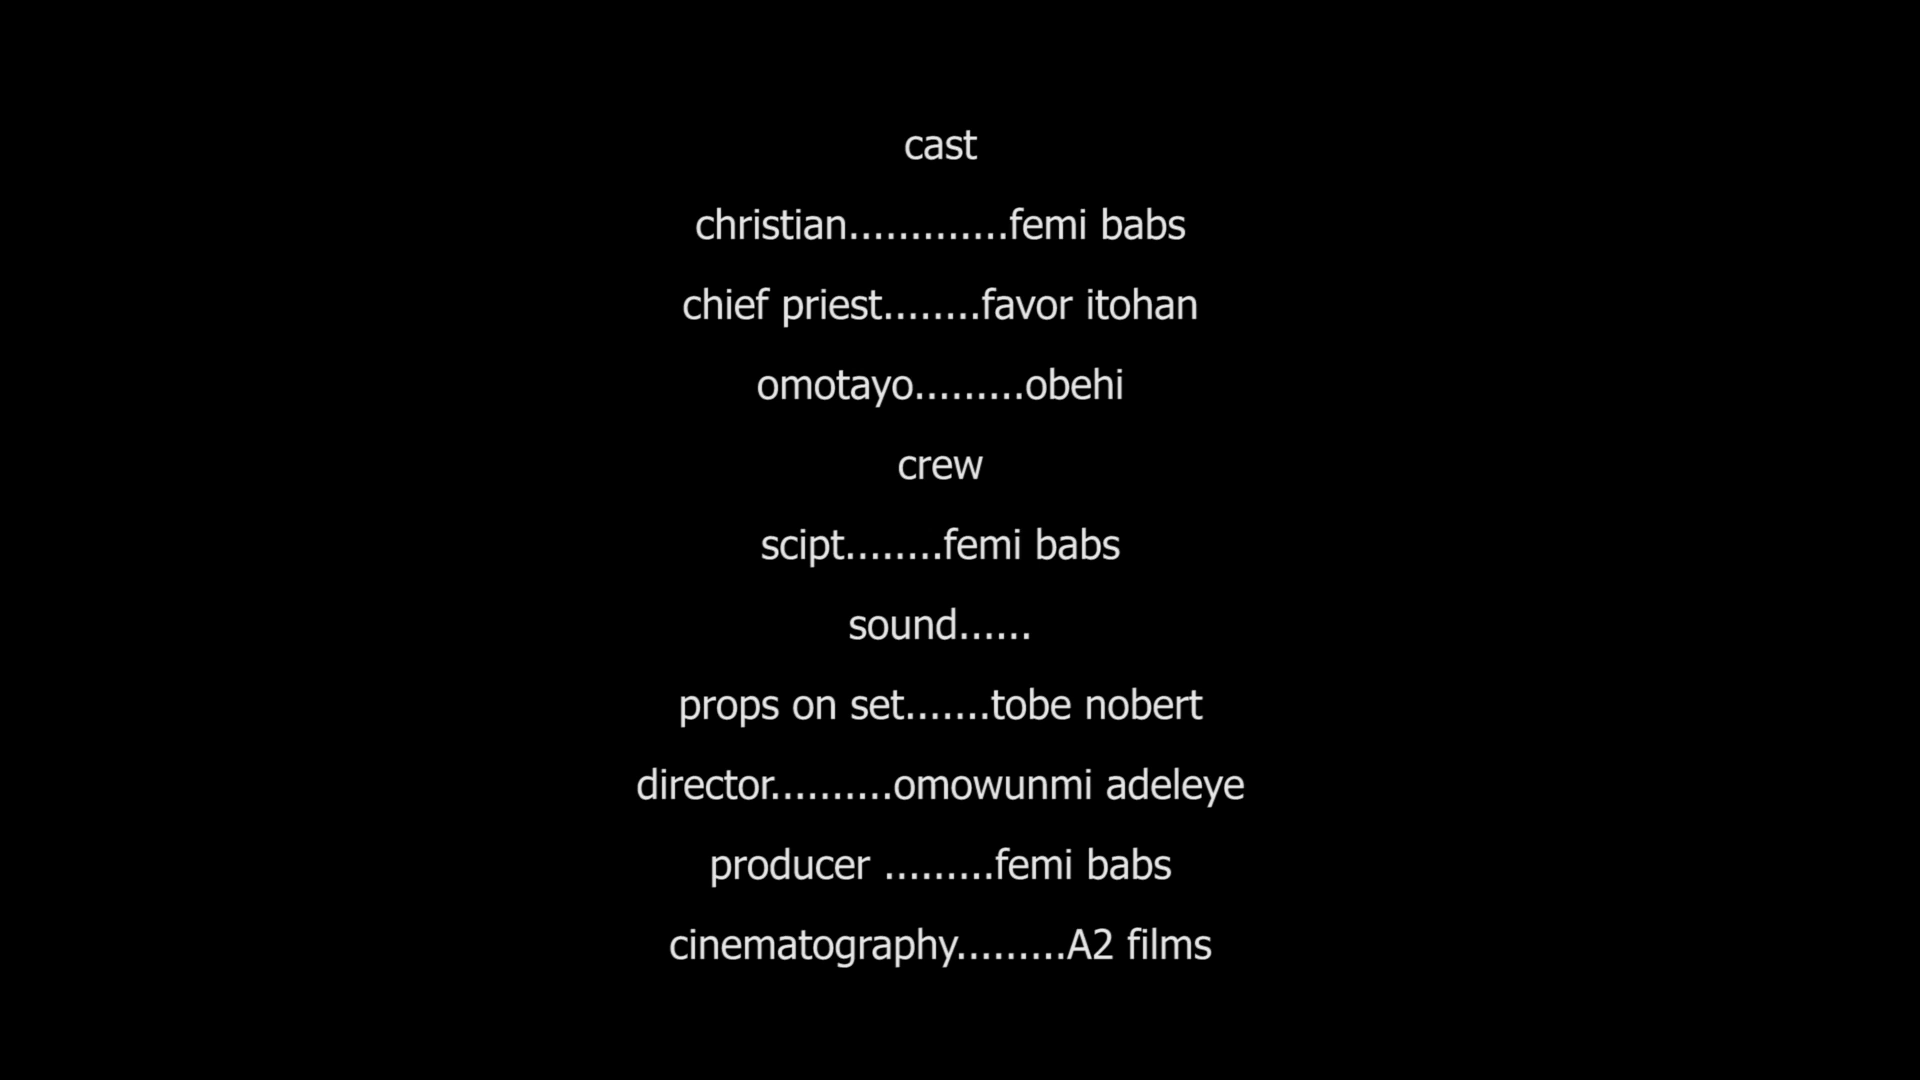 cast
christian.............femi babs
chief priest........favor itohan
omotayo.........obehi
crew
scipt........femi babs
sound......
props on set.......tobe nobert
director..........omowunmi adeleye
producer .........femi babs
cinematography.........A2 films